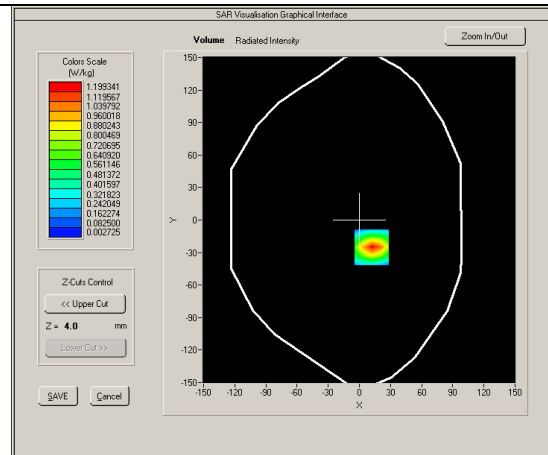 SAR Visualisation Graphical Interface
Volume Radiated Intensity
Zoom In/Out
Colors Scale
(W/kg)
1.199341
1.119567
1.039792
0.960018
0.880243
0.800469
0.720695
0.640920
0.561146
0.481372
0.401597
0.321823
0.242049
0.162274
0.082500
0.002725
Z-Cuts Control
<< Upper Cut
Z = 4.0 mm
Lower Cut >>
SAVE Cancel
Y
150
120
90
60
30
0
-30
-60
-90
-120
-150
-150 -120 -90 -60 -30 0 30 60 90 120 150
X